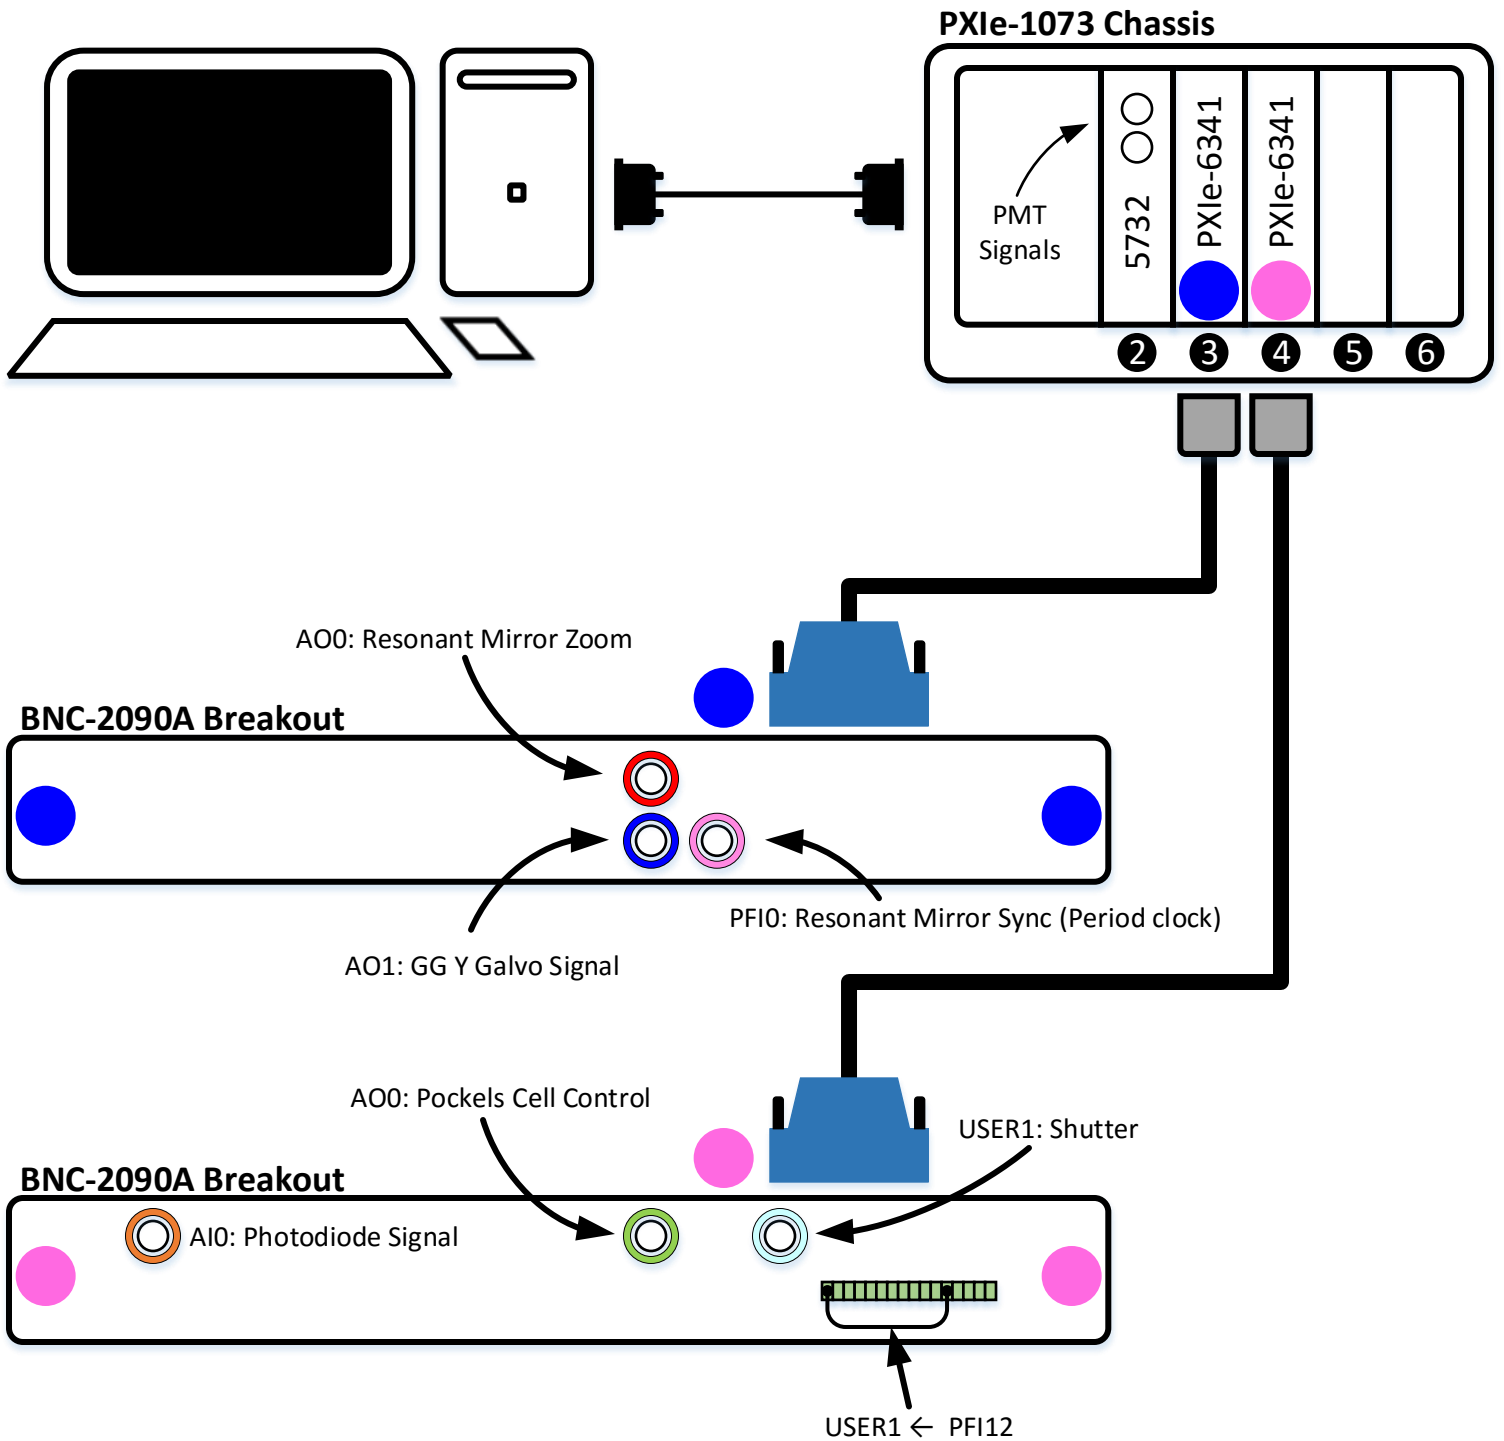 PXIe-1073 Chassis
PMT
Signals
5732
PXIe-6341
PXIe-6341
2
3
4
5
6
AO0: Resonant Mirror Zoom
BNC-2090A Breakout
PFI0: Resonant Mirror Sync (Period clock)
AO1: GG Y Galvo Signal
AO0: Pockels Cell Control
USER1: Shutter
BNC-2090A Breakout
AI0: Photodiode Signal
USER1 ← PFI12